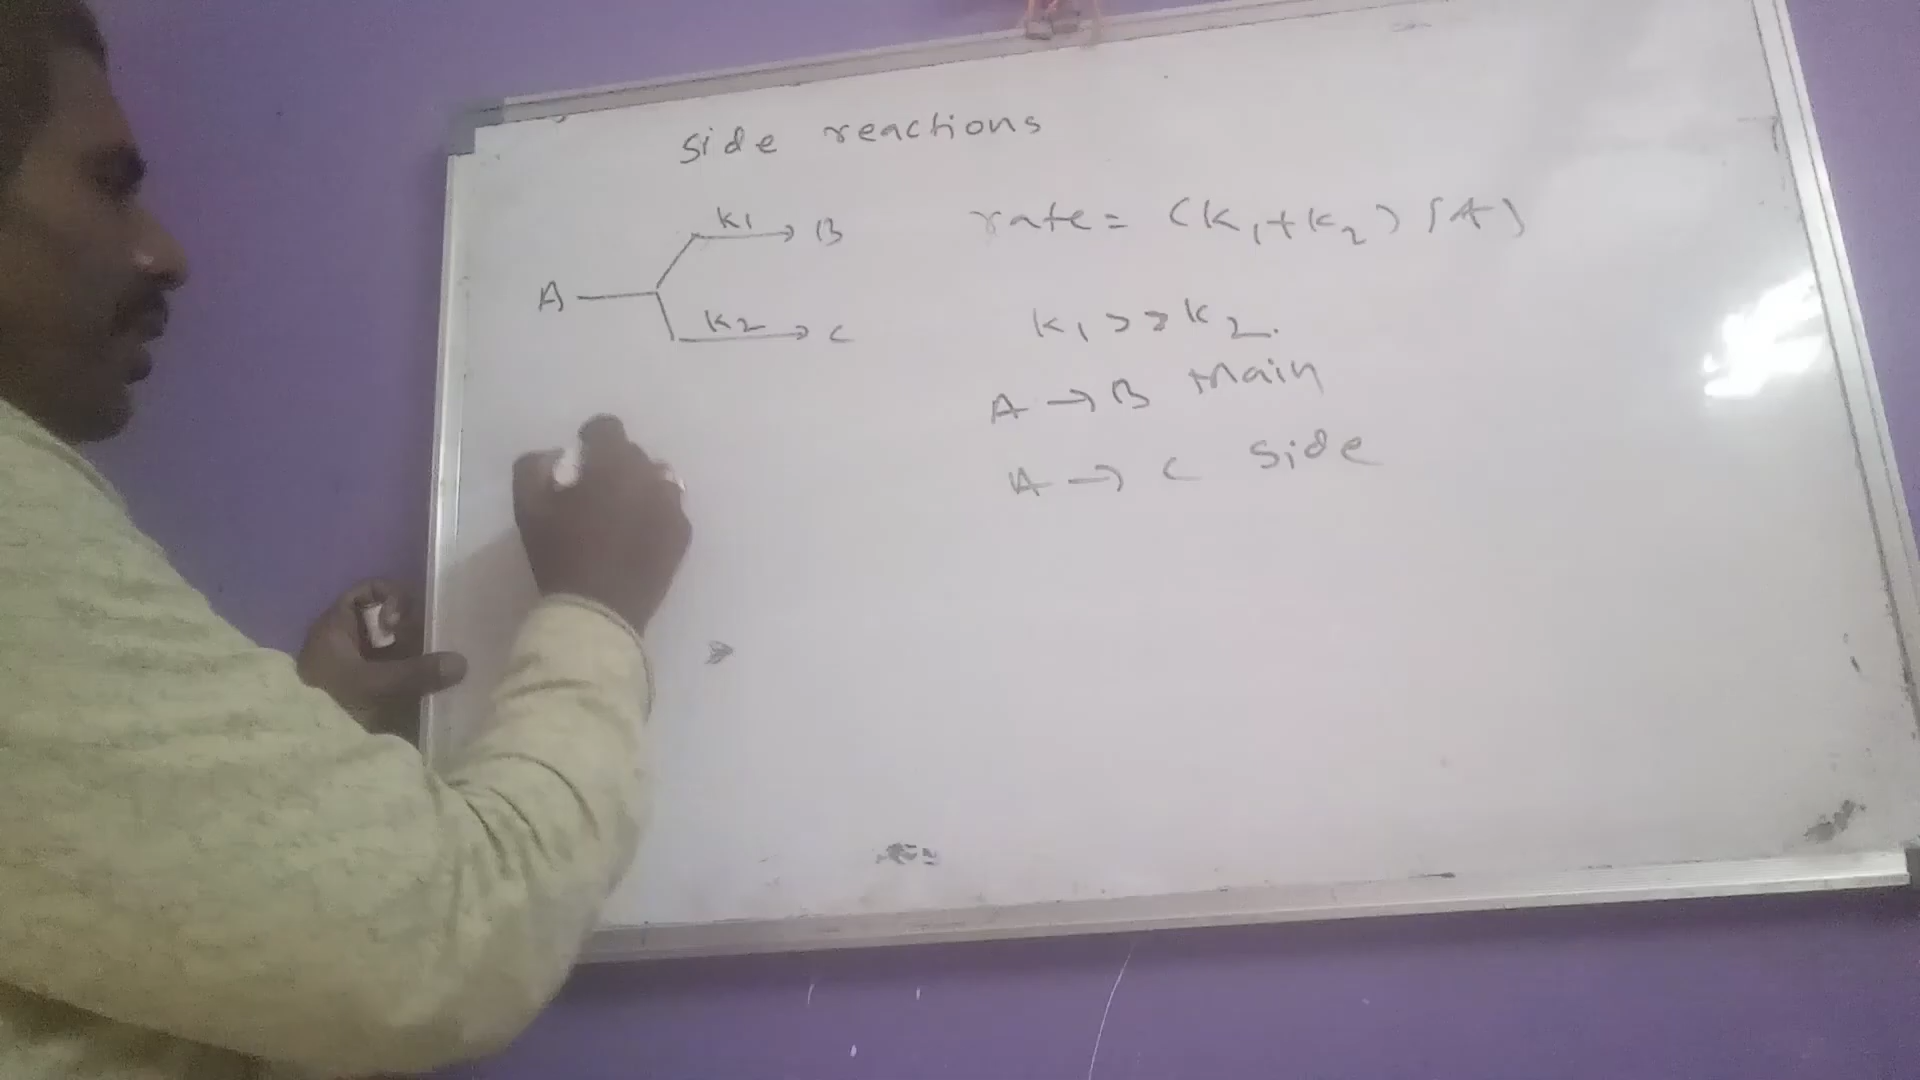 side reactions
k1 → B
A
k2 → C
rate = (k1+k2) [A]
k1 >> k2.
A → B main
A → C side